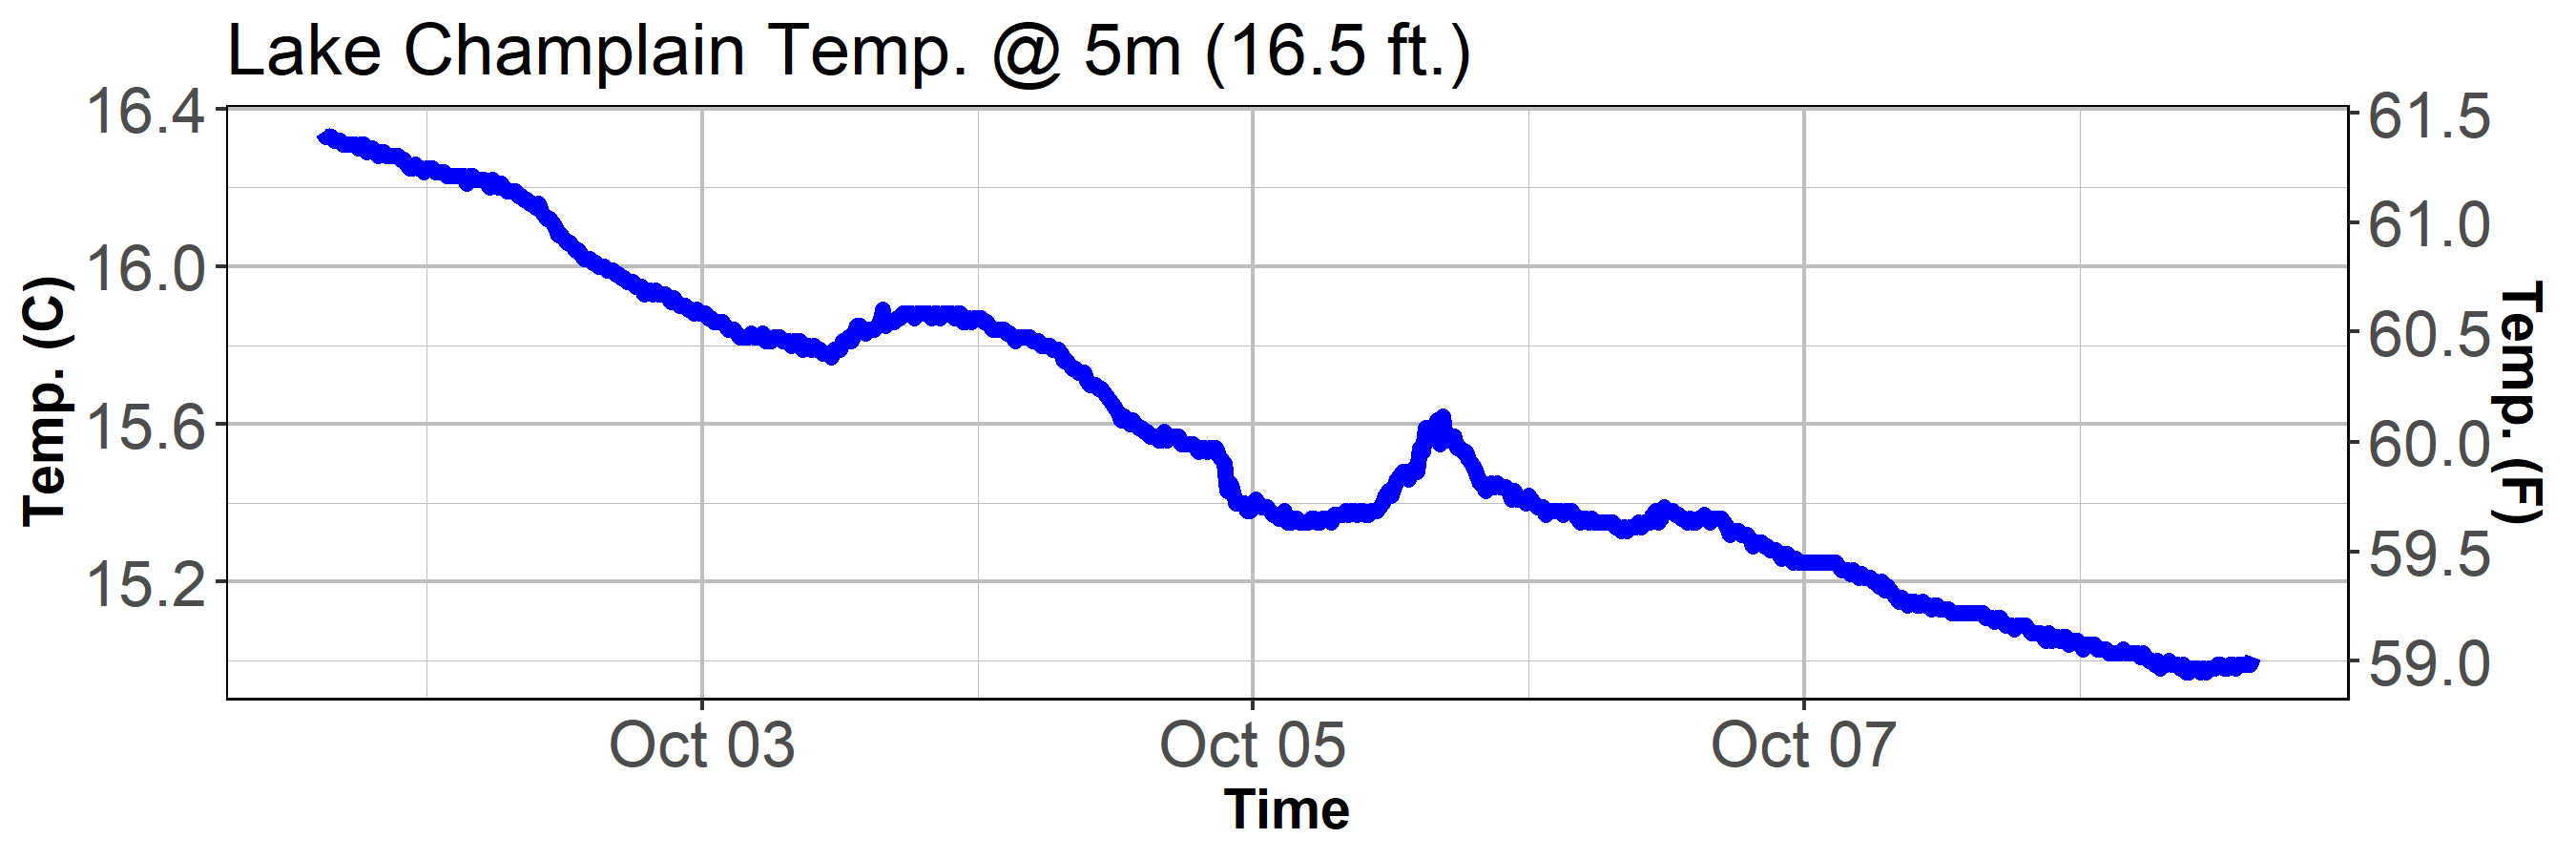 Lake Champlain Temp. @ 5m (16.5 ft.)
16.4
16.0
15.6
15.2
Temp. (C)
61.5
61.0
60.5
60.0
59.5
59.0
Temp. (F)
Oct 03
Oct 05
Oct 07
Time